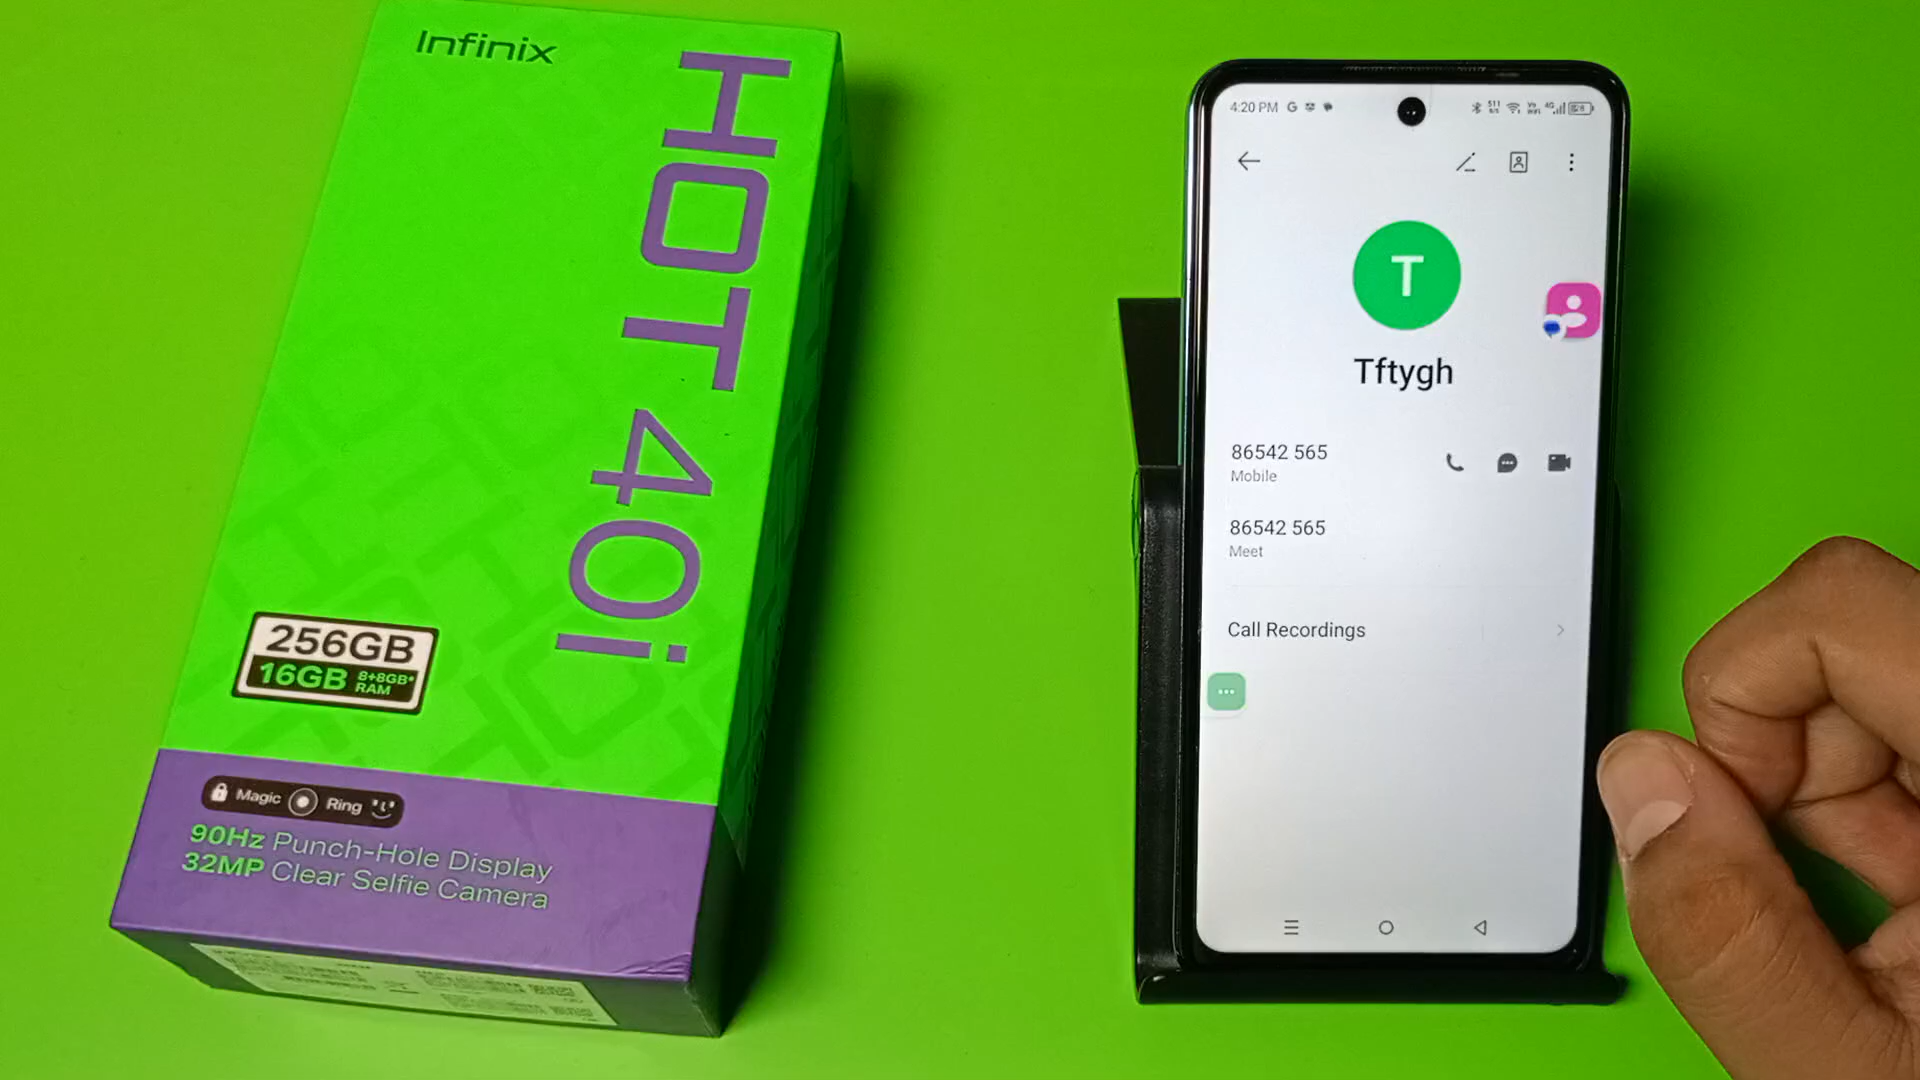 Infinix
HOT 40i
256GB
16GB 8+8GB*
RAM
Magic Ring
90Hz Punch-Hole Display
32MP Clear Selfie Camera
4:20 PM G
4G
T
Tftygh
86542 565
Mobile
86542 565
Meet
Call Recordings